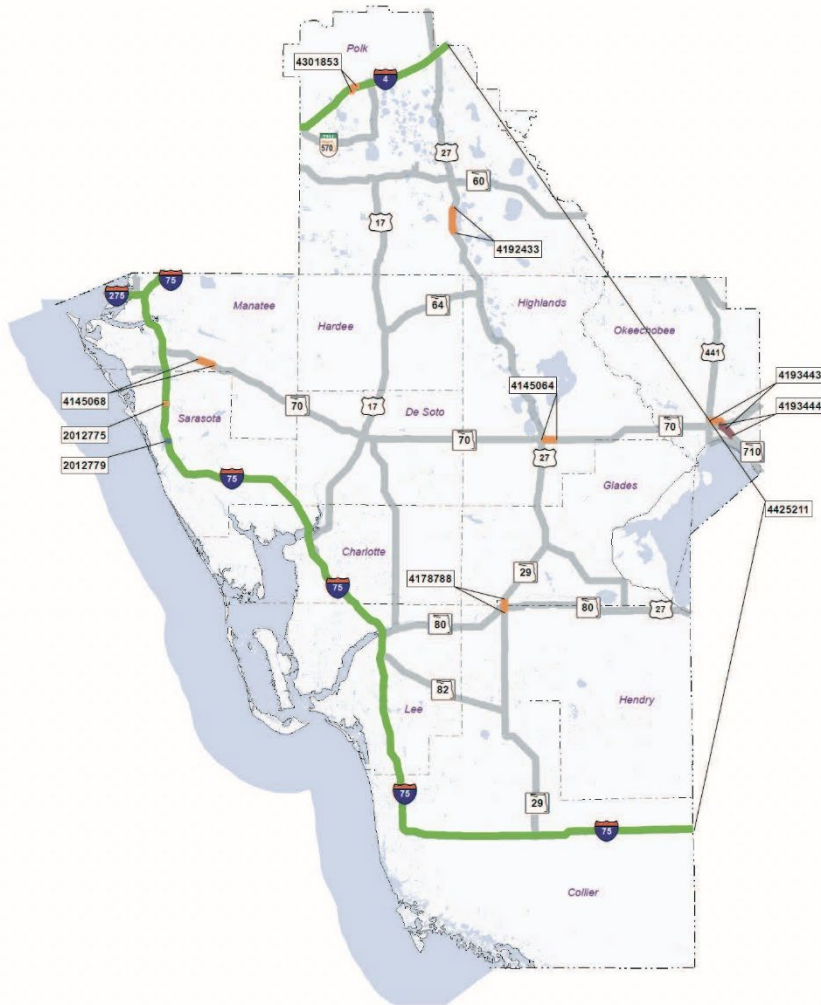 Polk
4301853
4
570
27
60
17
4192433
75
275
Manatee
Hardee
64
Highlands
Okeechobee
441
4193443
4193444
4145068
4145064
2012775
Sarasota
70
17
De Soto
70
27
70
710
2012779
75
Glades
4425211
Charlotte
75
4178788
29
80
80
27
82
Lee
Hendry
75
29
75
Collier